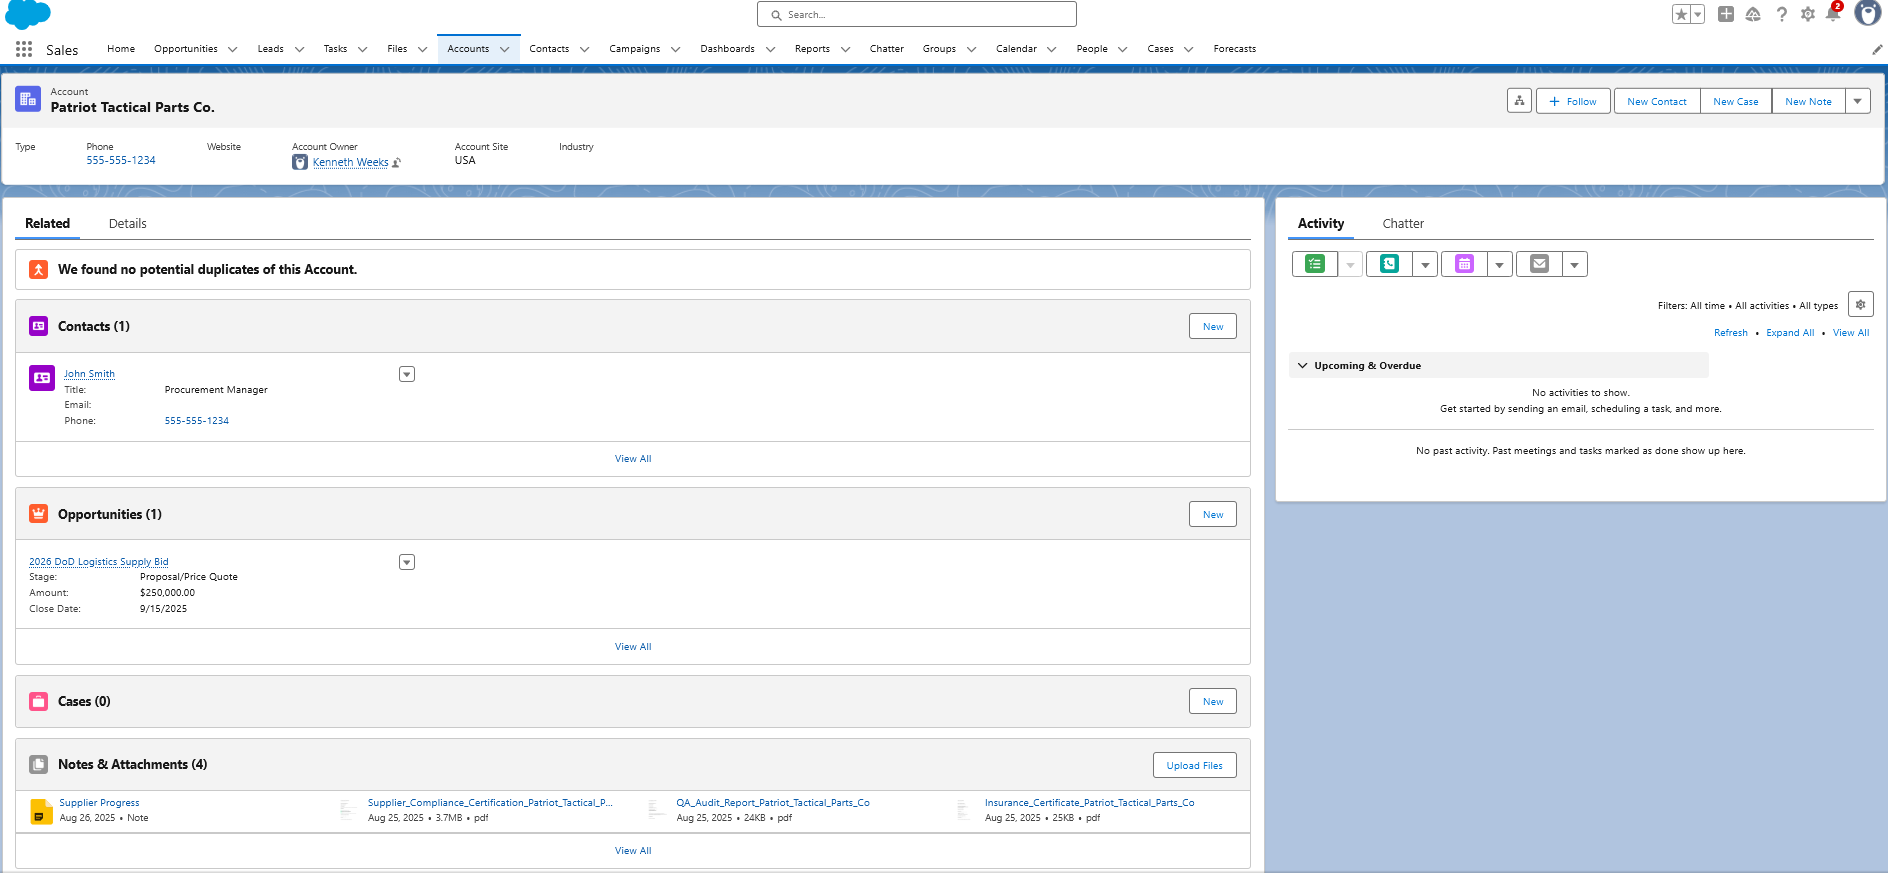 Search...
2
Sales
Home Opportunities Leads Tasks Files Accounts Contacts Campaigns Dashboards Reports Chatter Groups Calendar People Cases Forecasts
Account
Patriot Tactical Parts Co.
Follow New Contact New Case New Note
Type Phone Website Account Owner Account Site Industry
555-555-1234 Kenneth Weeks USA
Related Details
We found no potential duplicates of this Account.
Contacts (1)
New
John Smith
Title: Procurement Manager
Email:
Phone: 555-555-1234
View All
Opportunities (1)
New
2026 DoD Logistics Supply Bid
Stage: Proposal/Price Quote
Amount: $250,000.00
Close Date: 9/15/2025
View All
Cases (0)
New
Notes & Attachments (4)
Upload Files
Supplier Progress
Aug 26, 2025 • Note
Supplier_Compliance_Certification_Patriot_Tactical_P...
Aug 25, 2025 • 3.7MB • pdf
QA_Audit_Report_Patriot_Tactical_Parts_Co
Aug 25, 2025 • 24KB • pdf
Insurance_Certificate_Patriot_Tactical_Parts_Co
Aug 25, 2025 • 25KB • pdf
View All
Activity Chatter
Filters: All time • All activities • All types
Refresh • Expand All • View All
Upcoming & Overdue
No activities to show.
Get started by sending an email, scheduling a task, and more.
No past activity. Past meetings and tasks marked as done show up here.